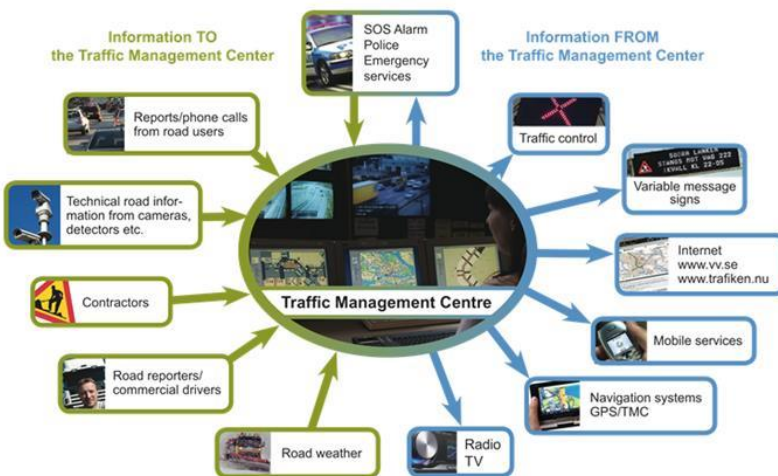 Information TO
the Traffic Management Center
SOS Alarm
Police
Emergency
services
Information FROM
the Traffic Management Center
Reports/phone calls
from road users
Traffic control
Technical road infor-
mation from cameras,
detectors etc.
Variable message
signs
Internet
www.vv.se
www.trafiken.nu
Contractors
Traffic Management Centre
Mobile services
Road reporters/
commercial drivers
Navigation systems
GPS/TMC
Road weather
Radio
TV